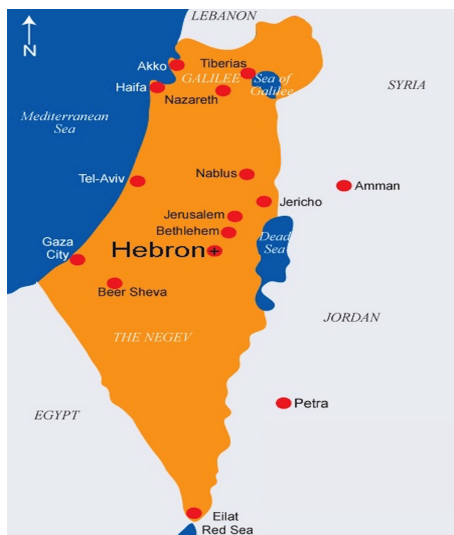 LEBANON
N
Akko
Tiberias
GALILEE
Sea of
Galilee
Haifa
Nazareth
SYRIA
Mediterranean
Sea
Tel-Aviv
Nablus
Amman
Jericho
Jerusalem
Bethlehem
Dead
Sea
Gaza
City
Hebron
Beer Sheva
JORDAN
THE NEGEV
Petra
EGYPT
Eilat
Red Sea